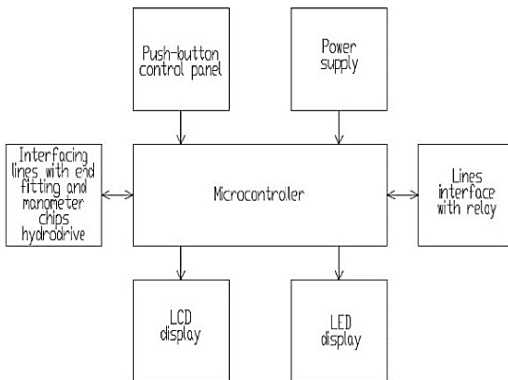 Push-button
control panel
Power
supply
Interfacing
lines with end
fitting and
manometer
chips
hydrodrive
Microcontroller
Lines
interface
with relay
LCD
display
LED
display